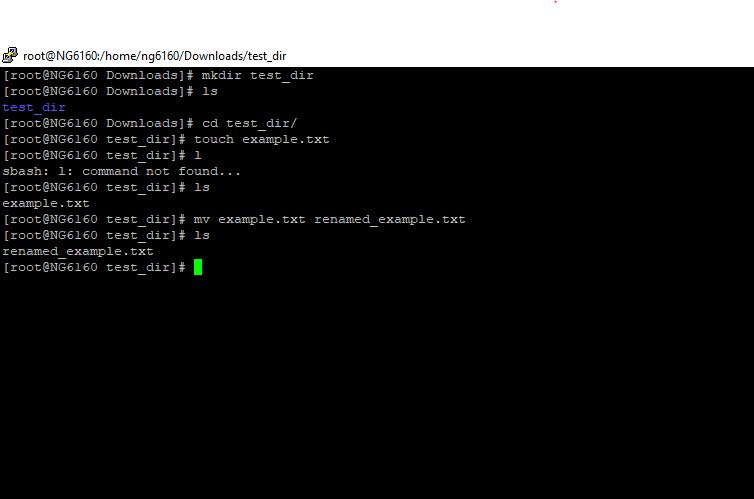 root@NG6160:/home/ng6160/Downloads/test_dir
[root@NG6160 Downloads]# mkdir test_dir
[root@NG6160 Downloads]# ls
test_dir
[root@NG6160 Downloads]# cd test_dir/
[root@NG6160 test_dir]# touch example.txt
[root@NG6160 test_dir]# l
sbash: l: command not found...
[root@NG6160 test_dir]# ls
example.txt
[root@NG6160 test_dir]# mv example.txt renamed_example.txt
[root@NG6160 test_dir]# ls
renamed_example.txt
[root@NG6160 test_dir]#